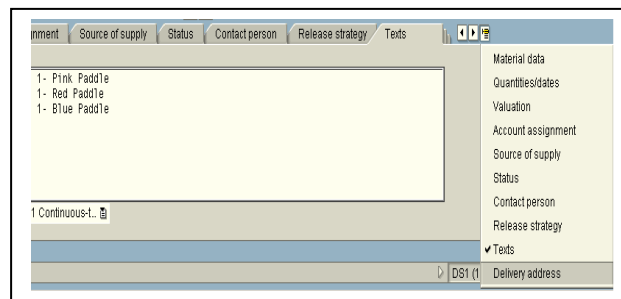 nment Source of supply Status Contact person Release strategy Texts
1- Pink Paddle
1- Red Paddle
1- Blue Paddle
1 Continuous-t..
Material data
Quantities/dates
Valuation
Account assignment
Source of supply
Status
Contact person
Release strategy
Texts
Delivery address
DS1 (1